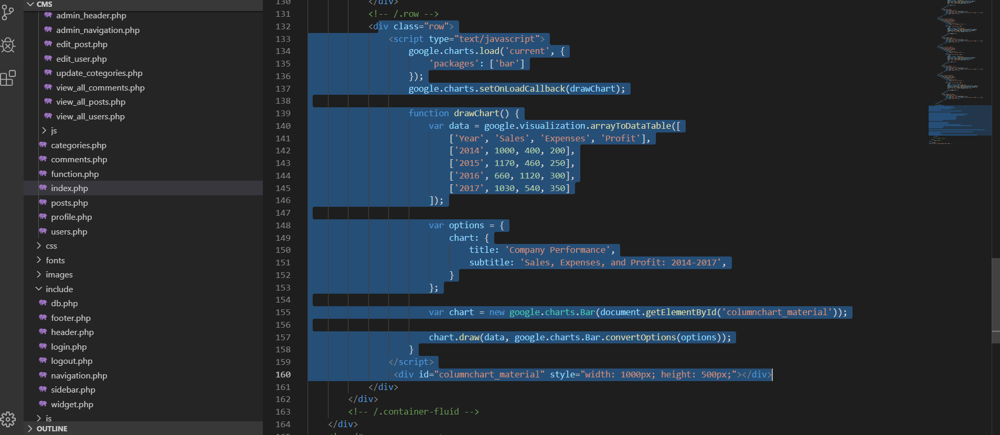 CMS
admin_header.php
admin_navigation.php
edit_post.php
edit_user.php
update_cotegories.php
view_all_comments.php
view_all_posts.php
view_all_users.php
js
categories.php
comments.php
function.php
index.php
posts.php
profile.php
users.php
css
fonts
images
include
db.php
footer.php
header.php
login.php
logout.php
navigation.php
sidebar.php
widget.php
js
OUTLINE
130 </div>
131 <!-- /.row -->
132 <div class="row">
133 <script type="text/javascript">
134 google.charts.load('current', {
135 'packages': ['bar']
136 });
137 google.charts.setOnLoadCallback(drawChart);
138
139 function drawChart() {
140 var data = google.visualization.arrayToDataTable([
141 ['Year', 'Sales', 'Expenses', 'Profit'],
142 ['2014', 1000, 400, 200],
143 ['2015', 1170, 460, 250],
144 ['2016', 660, 1120, 300],
145 ['2017', 1030, 540, 350]
146 ]);
147
148 var options = {
149 chart: {
150 title: 'Company Performance',
151 subtitle: 'Sales, Expenses, and Profit: 2014-2017',
152 }
153 };
154
155 var chart = new google.charts.Bar(document.getElementById('columnchart_material'));
156
157 chart.draw(data, google.charts.Bar.convertOptions(options));
158 }
159 </script>
160 <div id="columnchart_material" style="width: 1000px; height: 500px;"></div>
161 </div>
162 </div>
163 <!-- /.container-fluid -->
164 </div>